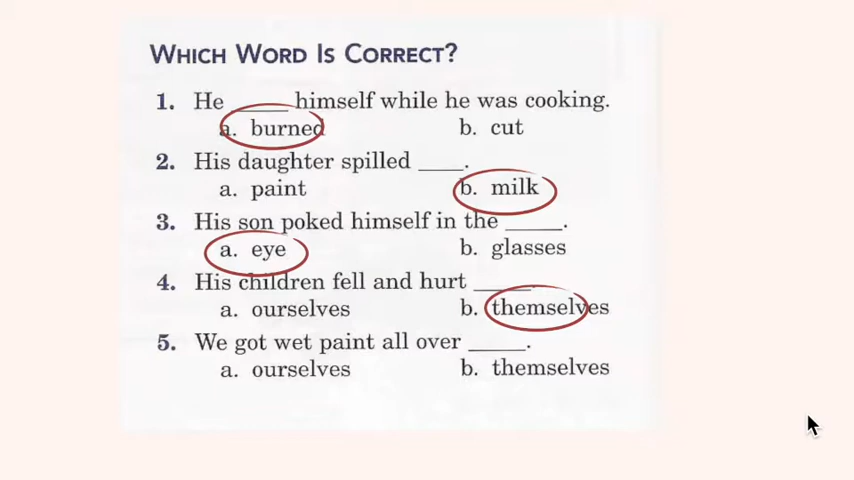 WHICH WORD IS CORRECT?
1. He _____ himself while he was cooking.
a. burned b. cut
2. His daughter spilled ____.
a. paint b. milk
3. His son poked himself in the _____.
a. eye b. glasses
4. His children fell and hurt _____.
a. ourselves b. themselves
5. We got wet paint all over _____.
a. ourselves b. themselves